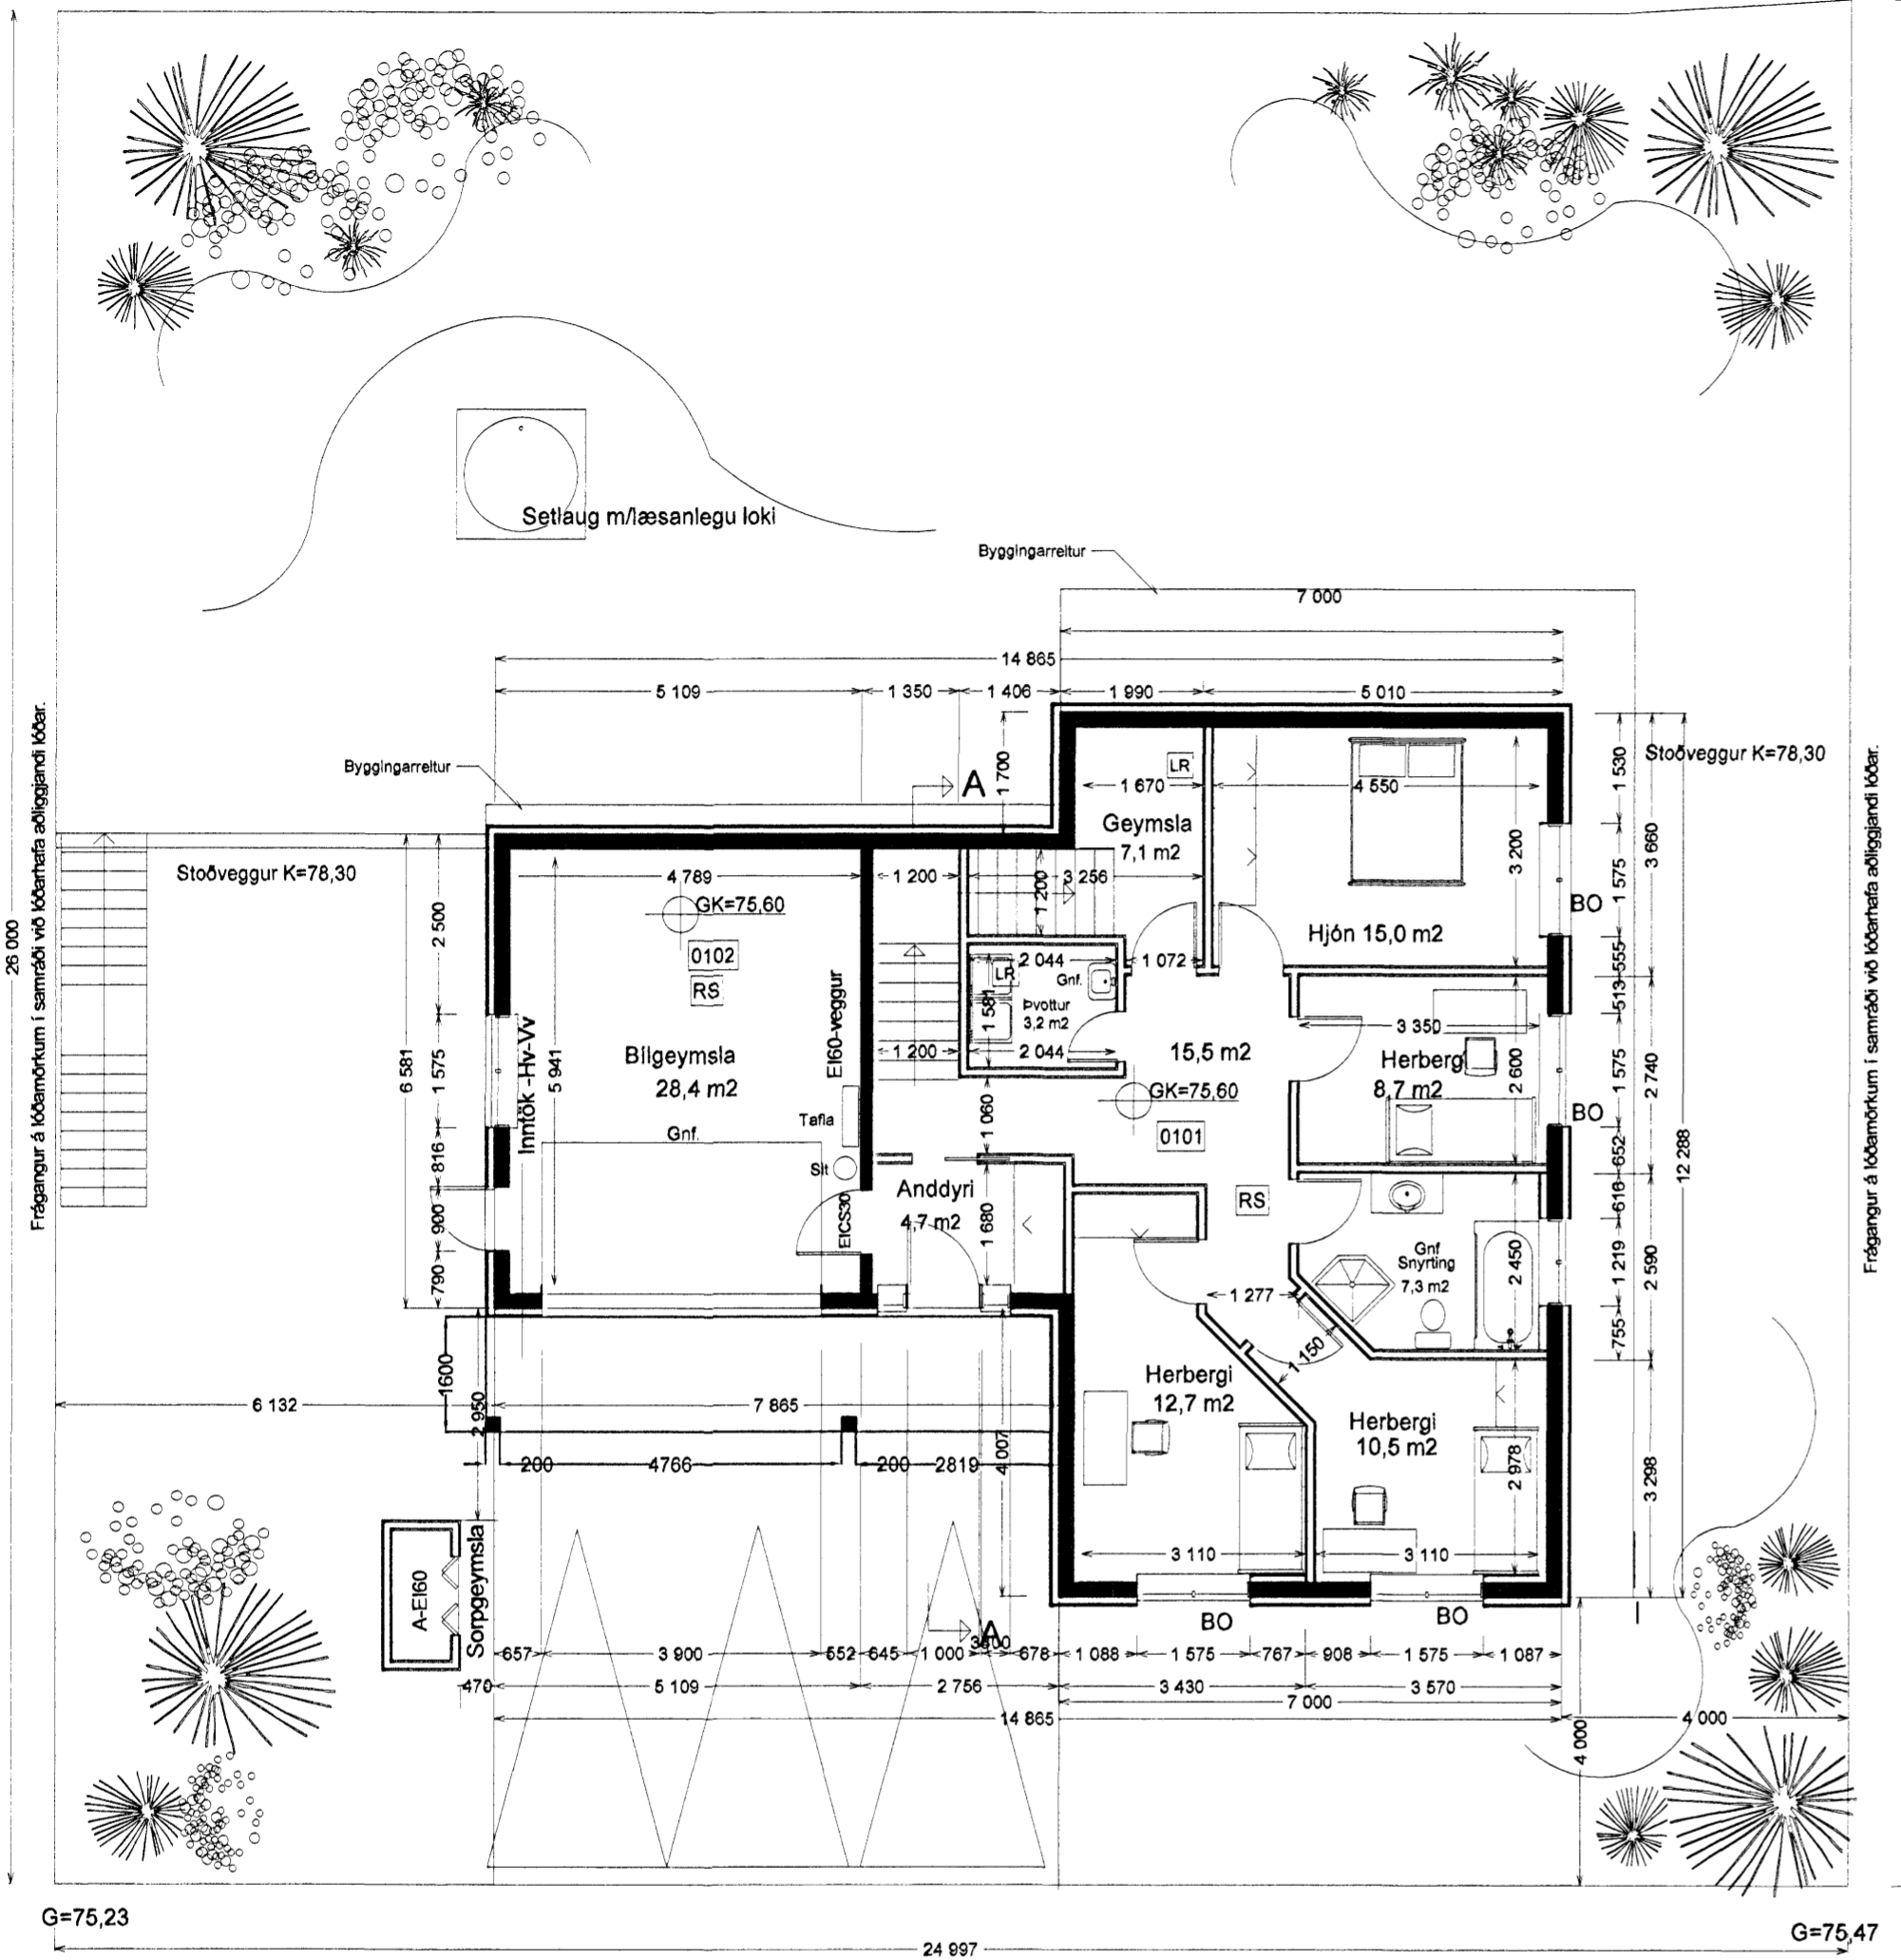 Setlaug m/læsanlegu loki
Byggingarreitur
7 000
14 865
5 109
1 350
1 406
1 990
5 010
Byggingarreitur
A
1 700
LR
1 670
4 550
Geymsla
7,1 m2
3 200
1 530
3 660
Stoðveggur K=78,30
Stoðveggur K=78,30
26 000
Frágangur á lóðamörkum í samráði við lóðarhafa aðliggjandi lóðar.
Frágangur á lóðamörkum í samráði við lóðarhafa aðliggjandi lóðar.
4 789
1 200
1 200
3 256
1 575
BO
GK=75,60
0102
RS
2 500
Hjón 15,0 m2
2 044
1 072
LR
Gnf.
1 581
Þvottur
3,2 m2
2 044
555
513
EI60-veggur
1 200
15,5 m2
3 350
Herberg
8,7 m2
2 600
1 575
2 740
BO
6 581
1 575
Inntök -Hv-Vv
5 941
Bílgeymsla
28,4 m2
Tafla
Gnf.
1 060
GK=75,60
0101
652
12 288
816
Slt
Anddyri
4,7 m2
1 680
RS
616
900
EICS30
Gnf
Snyrting
7,3 m2
2 450
1 219
2 590
790
1 277
1 150
755
1600
2 950
6 132
7 865
Herbergi
12,7 m2
Herbergi
10,5 m2
200
4766
200
2819
4 007
2 978
3 298
A-EI60
Sorpgeymsla
3 110
3 110
BO
BO
A
657
3 900
652
645
1 000
678
1 088
1 575
767
908
1 575
1 087
470
5 109
2 756
3 430
3 570
7 000
14 865
4 000
4 000
G=75,23
G=75,47
24 997